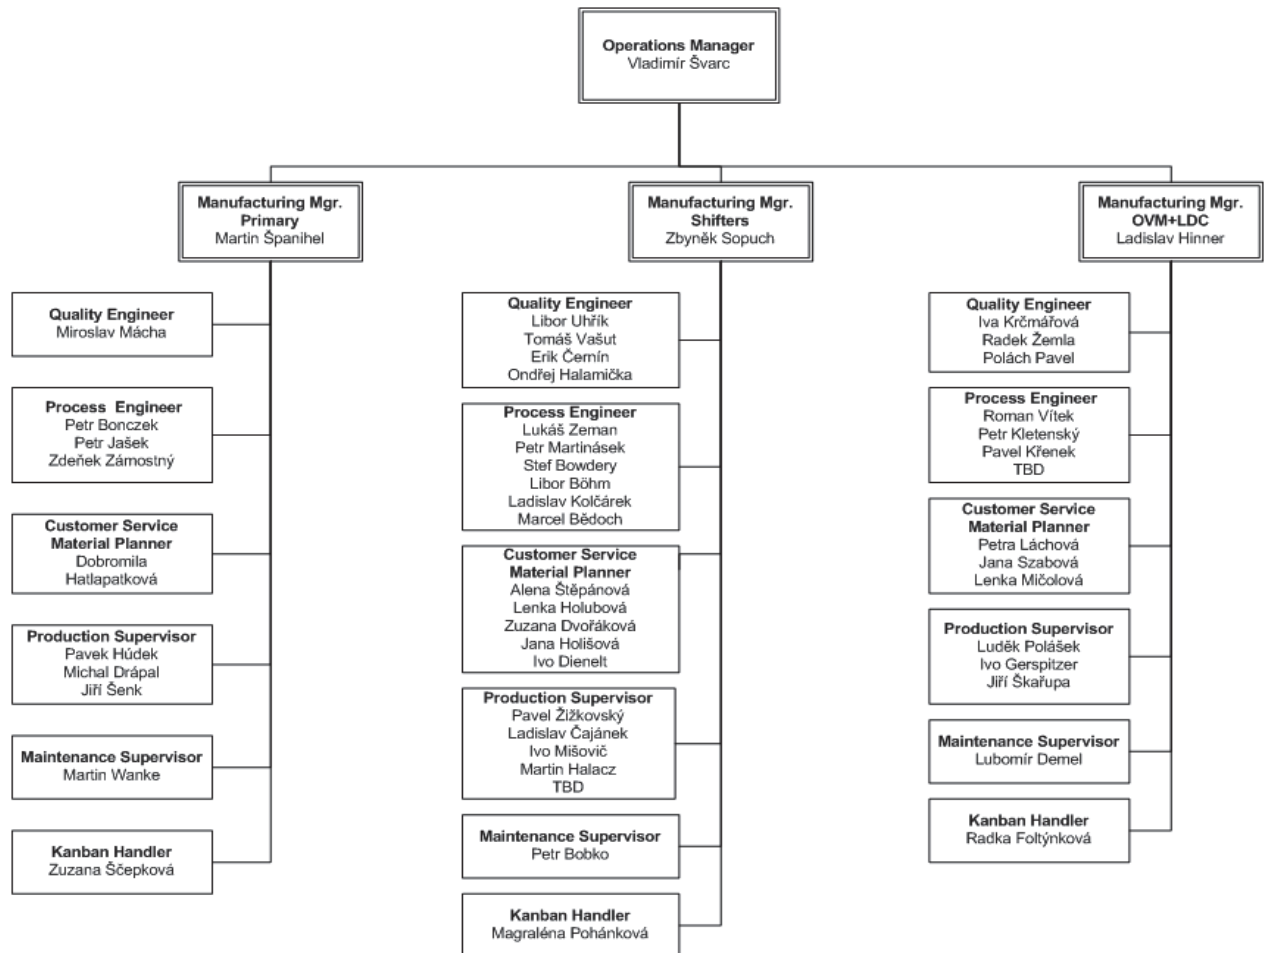 Operations Manager
Vladimír Švarc
Manufacturing Mgr.
Primary
Martin Španihel
Manufacturing Mgr.
Shifters
Zbyněk Sopuch
Manufacturing Mgr.
OVM+LDC
Ladislav Hinner
Quality Engineer
Miroslav Mácha
Process Engineer
Petr Bonczek
Petr Jašek
Zdeňek Zámostný
Customer Service
Material Planner
Dobromila
Hatlapatková
Production Supervisor
Pavek Húdek
Michal Drápal
Jiří Šenk
Maintenance Supervisor
Martin Wanke
Kanban Handler
Zuzana Ščepková
Quality Engineer
Libor Uhřík
Tomáš Vašut
Erik Černín
Ondřej Halamička
Process Engineer
Lukáš Zeman
Petr Martinásek
Stef Bowdery
Libor Böhm
Ladislav Kolčárek
Marcel Bědoch
Customer Service
Material Planner
Alena Štěpánová
Lenka Holubová
Zuzana Dvořáková
Jana Holišová
Ivo Dienelt
Production Supervisor
Pavel Žižkovský
Ladislav Čajánek
Ivo Mišovič
Martin Halacz
TBD
Maintenance Supervisor
Petr Bobko
Kanban Handler
Magraléna Pohánková
Quality Engineer
Iva Krčmářová
Radek Žemla
Polách Pavel
Process Engineer
Roman Vítek
Petr Kletenský
Pavel Křenek
TBD
Customer Service
Material Planner
Petra Láchová
Jana Szabová
Lenka Mičolová
Production Supervisor
Luděk Polášek
Ivo Gerspitzer
Jiří Škařupa
Maintenance Supervisor
Lubomír Demel
Kanban Handler
Radka Foltýnková